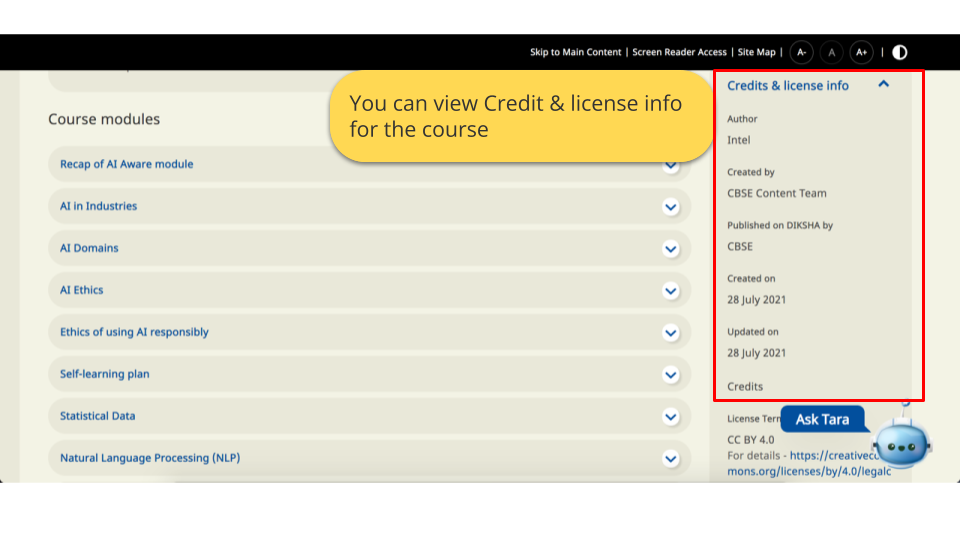 Skip to Main Content | Screen Reader Access | Site Map | A- A A+ |
You can view Credit & license info
for the course
Course modules
Recap of AI Aware module
AI in Industries
AI Domains
AI Ethics
Ethics of using AI responsibly
Self-learning plan
Statistical Data
Natural Language Processing (NLP)
Credits & license info
Author
Intel
Created by
CBSE Content Team
Published on DIKSHA by
CBSE
Created on
28 July 2021
Updated on
28 July 2021
Credits
License Term
Ask Tara
CC BY 4.0
For details - https://creativecc
mons.org/licenses/by/4.0/legalc